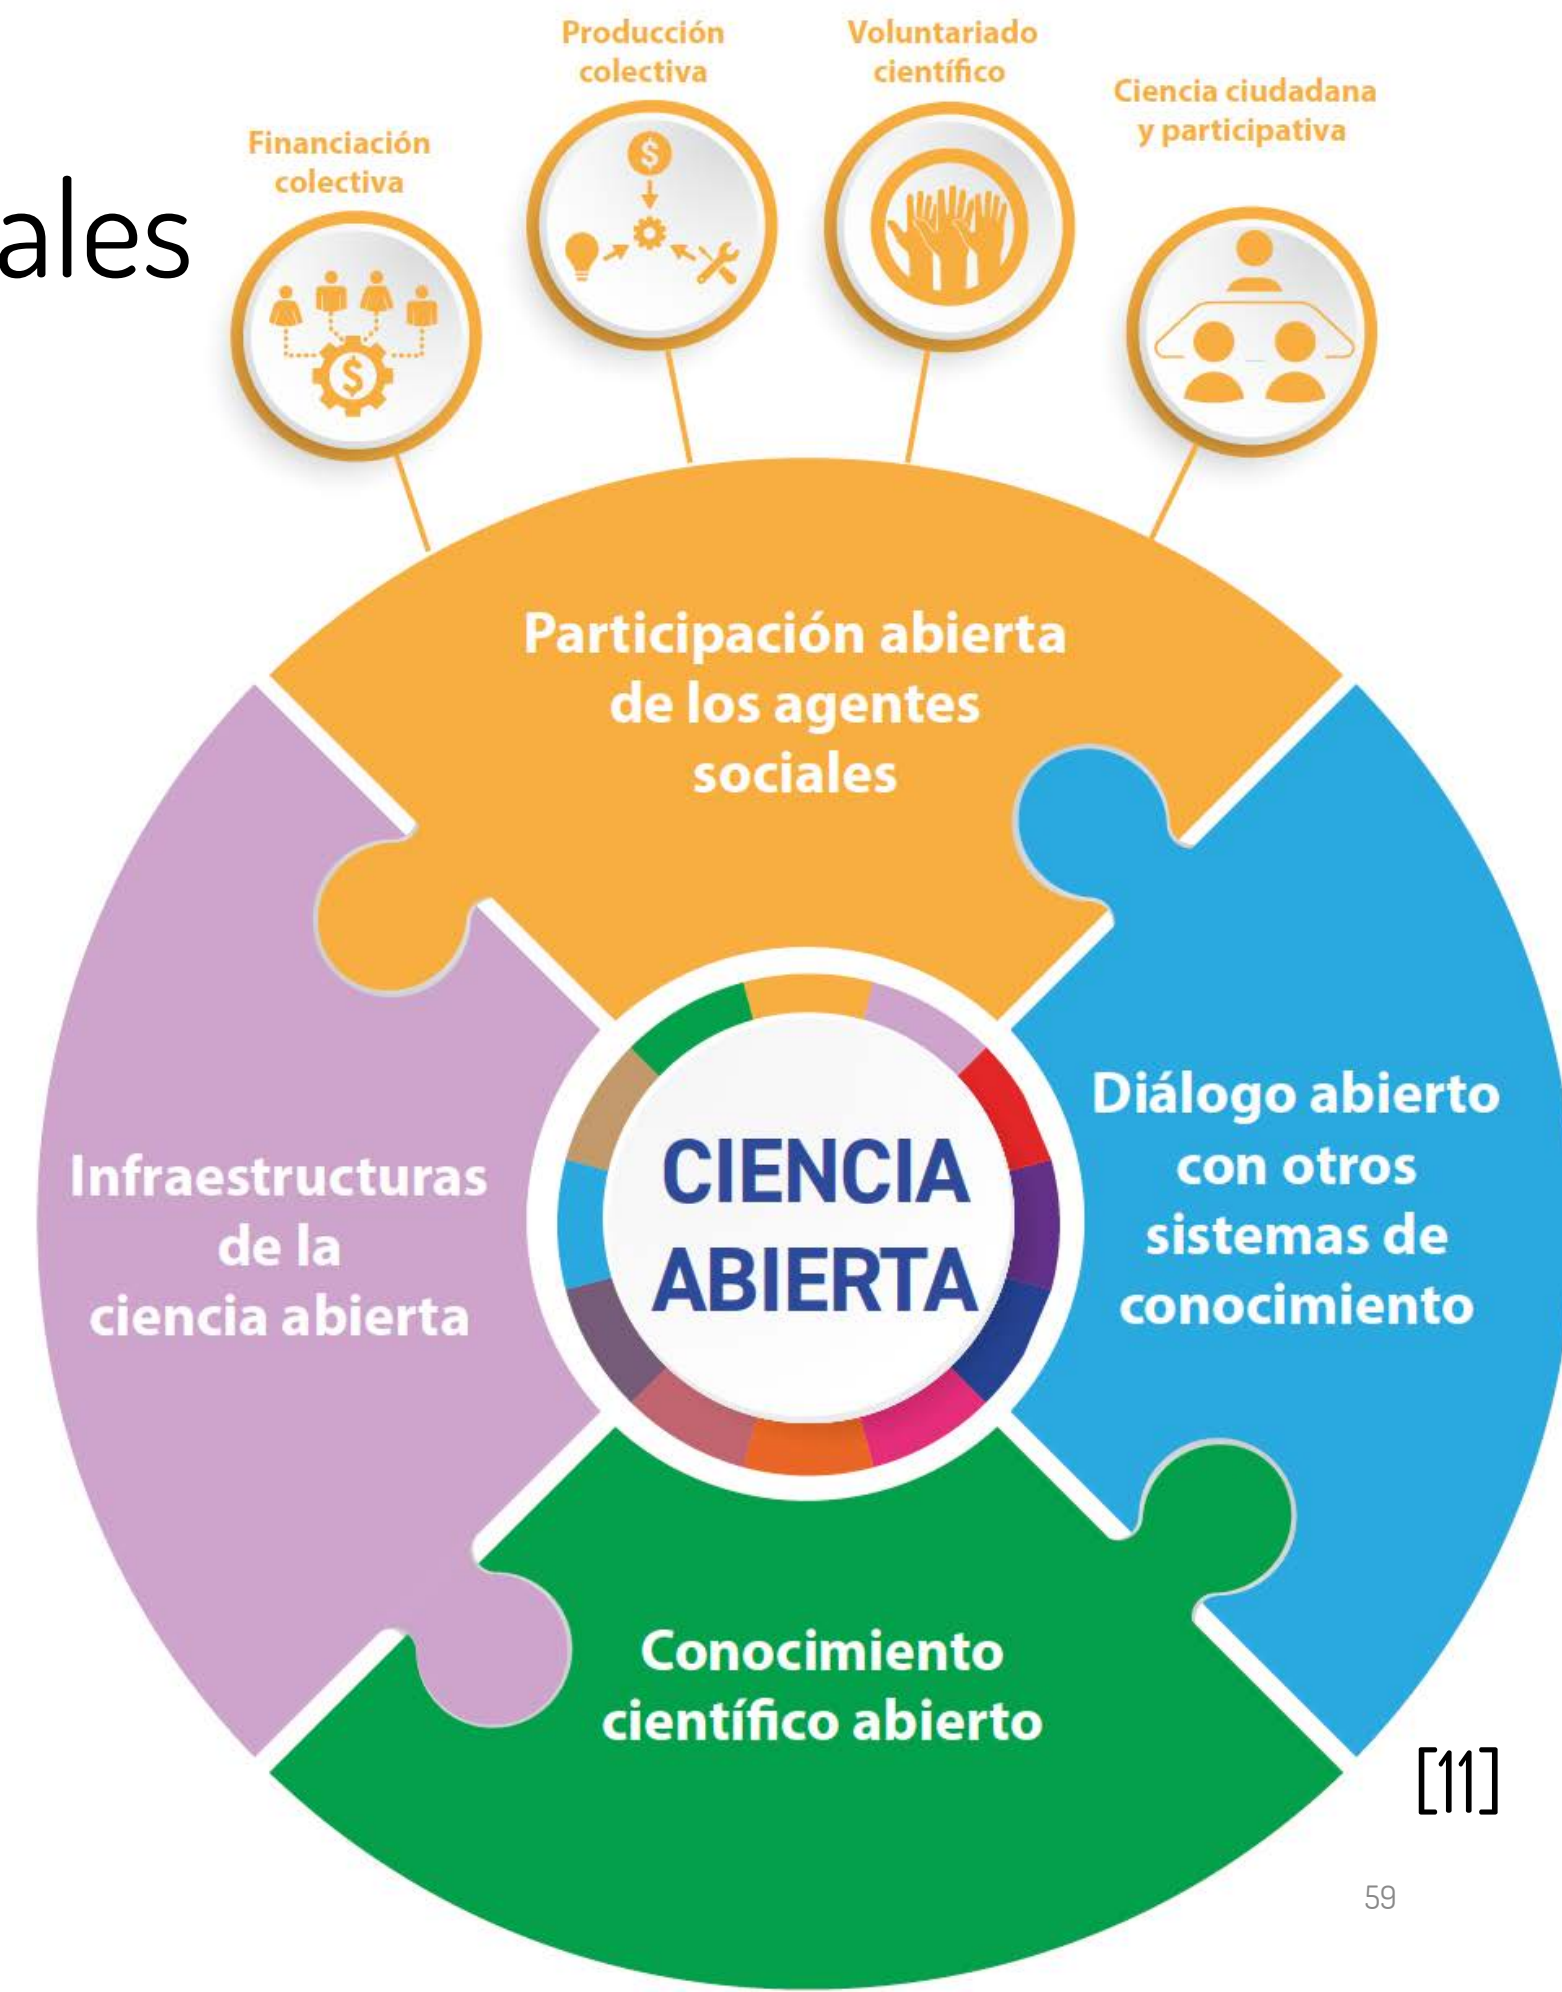 Producción
colectiva
Voluntariado
científico
Ciencia ciudadana
y participativa
Financiación
colectiva
ales
$
$
Participación abierta
de los agentes
sociales
Infraestructuras
de la
ciencia abierta
CIENCIA
ABIERTA
Diálogo abierto
con otros
sistemas de
conocimiento
Conocimiento
científico abierto
[11]
59